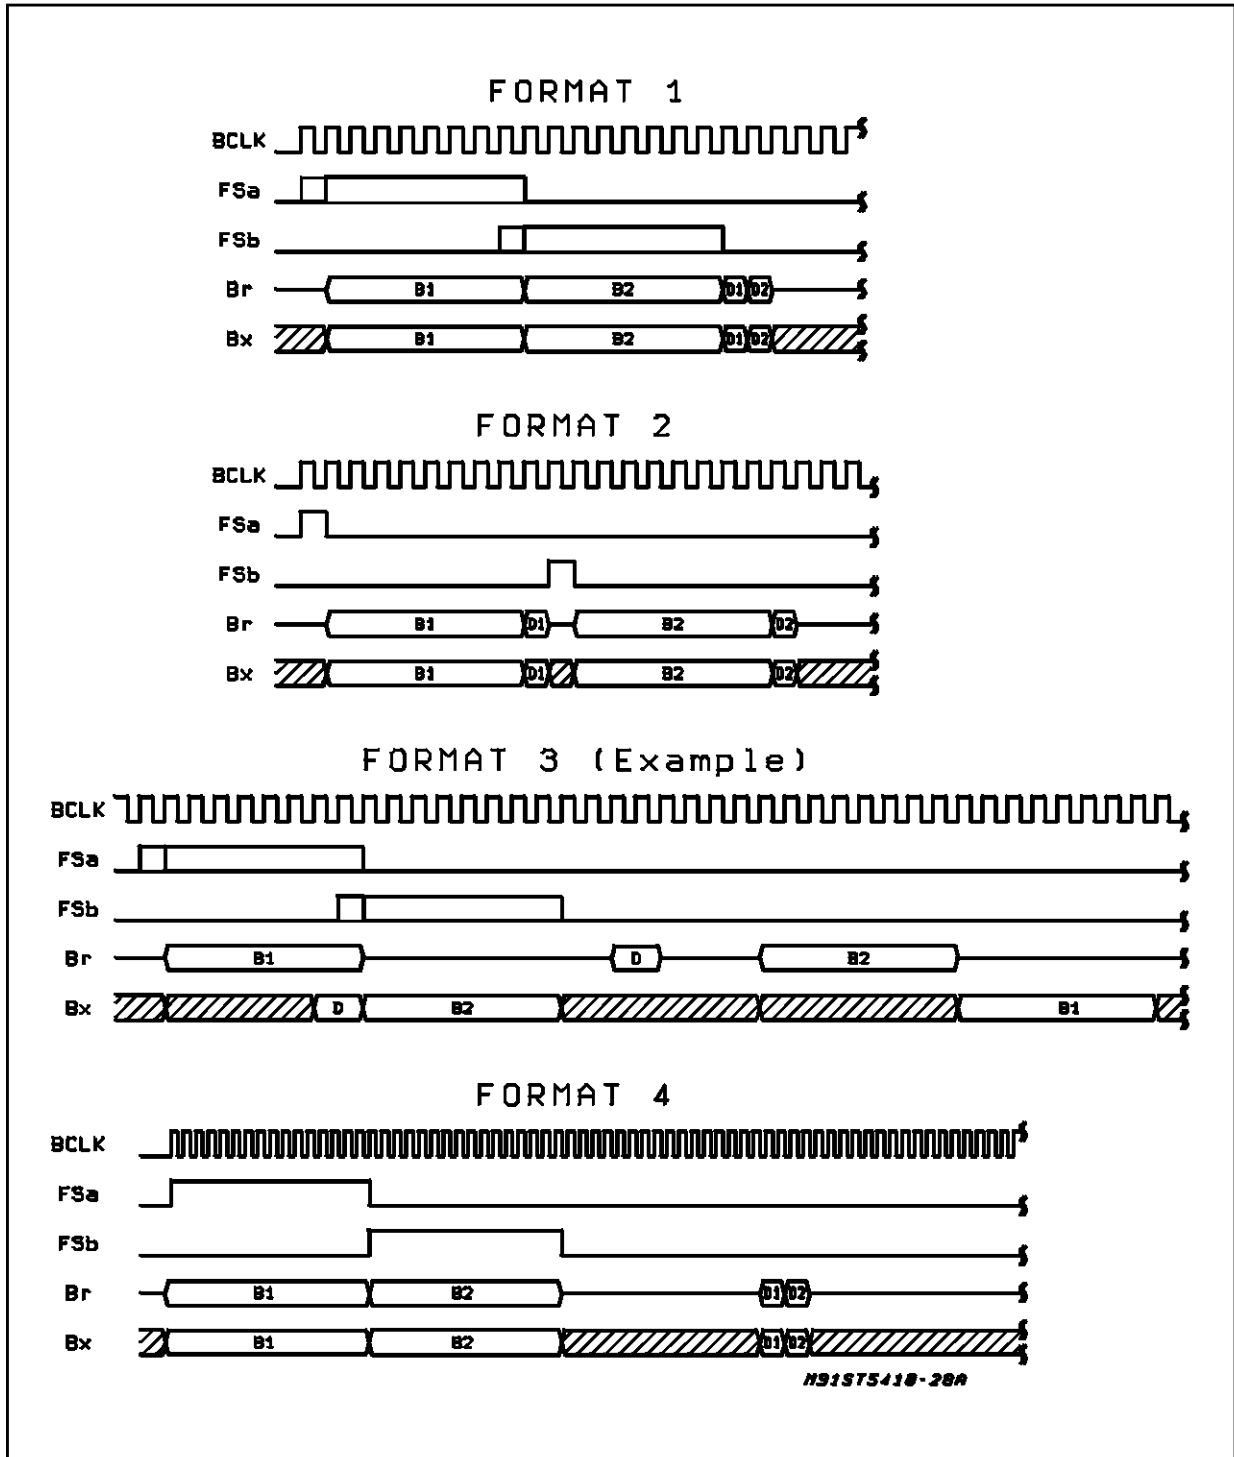 FORMAT 1
BCLK
FSa
FSb
Br B1 B2 D1 D2
Bx B1 B2 D1 D2
FORMAT 2
BCLK
FSa
FSb
Br B1 D1 B2 D2
Bx B1 D1 B2 D2
FORMAT 3 (Example)
BCLK
FSa
FSb
Br B1 D B2
Bx D B2 B1
FORMAT 4
BCLK
FSa
FSb
Br B1 B2 D1 D2
Bx B1 B2 D1 D2
M91ST5410-28A